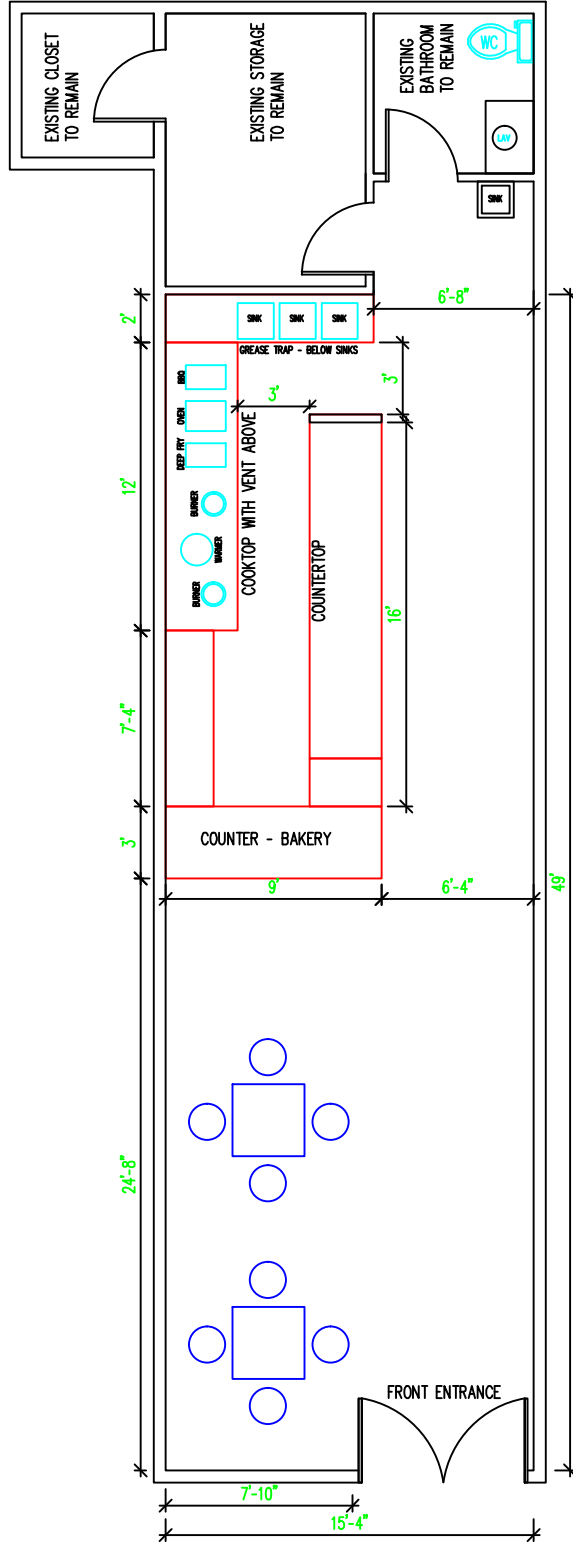 EXISTING CLOSET
TO REMAIN
EXISTING STORAGE
TO REMAIN
EXISTING
BATHROOM
TO REMAIN
WC
LAV
SINK
6'-8"
2'
SINK
SINK
SINK
GREASE TRAP - BELOW SINKS
3'
3'
BBQ
OVEN
DEEP FRY
BURNER
WARMER
BURNER
COOKTOP WITH VENT ABOVE
12'
COUNTERTOP
16'
7'-4"
3'
COUNTER - BAKERY
9'
6'-4"
49'
24'-8"
FRONT ENTRANCE
7'-10"
15'-4"